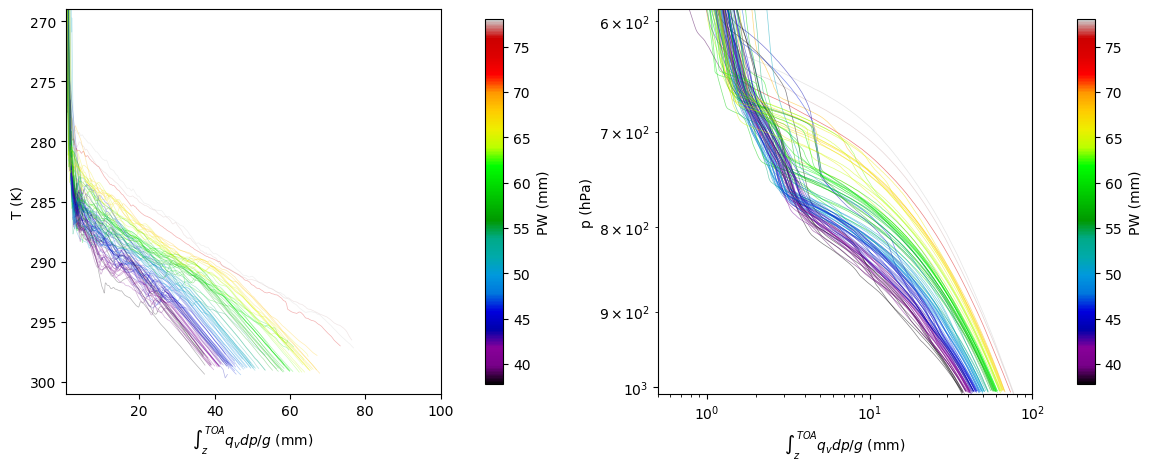 270
275
280
285
290
295
300
T (K)
20 40 60 80 100
∫_z^{TOA} q_v dp/g (mm)
75
70
65
60
55
50
45
40
PW (mm)
6 × 10²
7 × 10²
8 × 10²
9 × 10²
10³
p (hPa)
10⁰ 10¹ 10²
∫_z^{TOA} q_v dp/g (mm)
75
70
65
60
55
50
45
40
PW (mm)